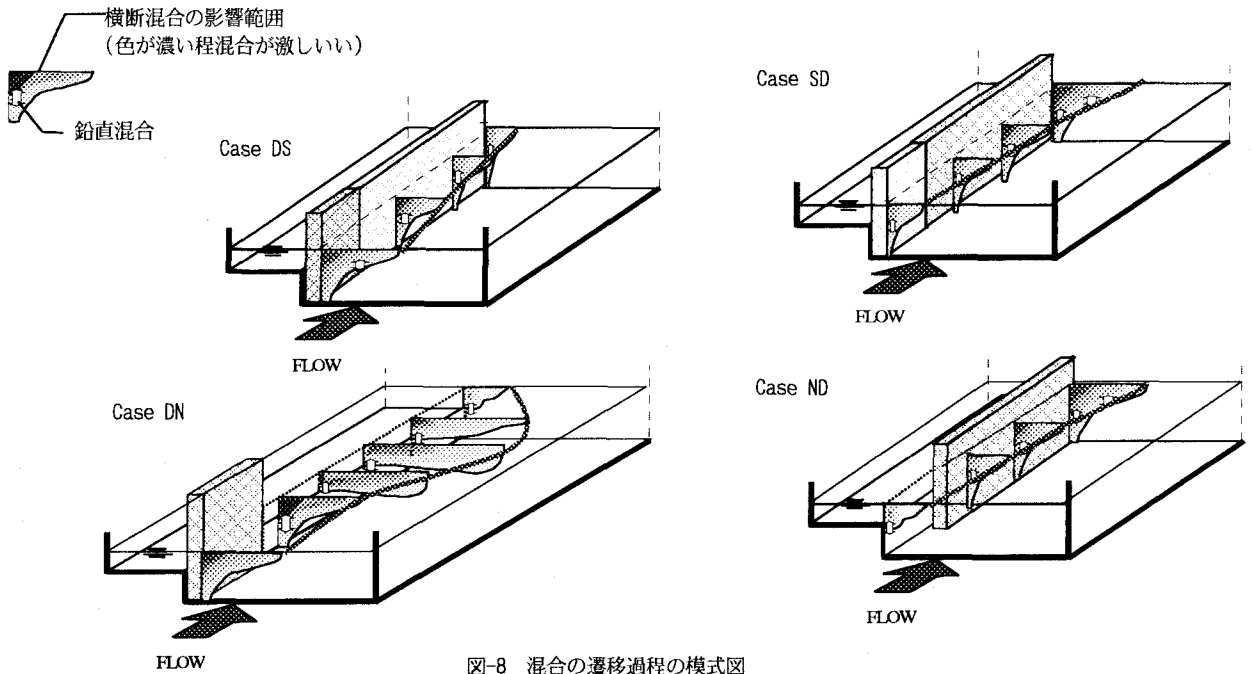 横断混合の影響範囲
(色が濃い程混合が激しいい)
鉛直混合
Case DS
FLOW
Case SD
FLOW
Case DN
FLOW
Case ND
FLOW
図-8 混合の遷移過程の模式図